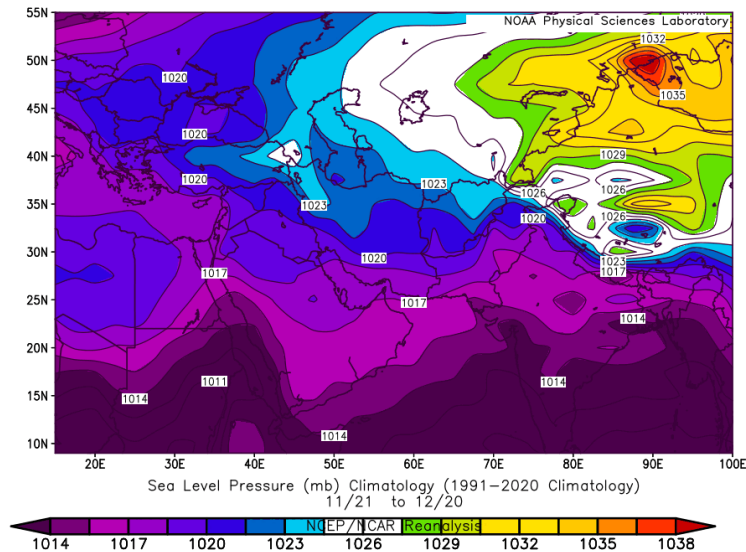 NOAA Physical Sciences Laboratory
55N
50N
45N
40N
35N
30N
25N
20N
15N
10N
1032
1020
1035
1020
1029
1020
1023
1026
1026
1023
1020
1026
1020
1023
1017
1017
1017
1014
1014
1011
1014
1014
20E 30E 40E 50E 60E 70E 80E 90E 100E
Sea Level Pressure (mb) Climatology (1991-2020 Climatology)
11/21 to 12/20
NCEP/NCAR Reanalysis
1014 1017 1020 1023 1026 1029 1032 1035 1038